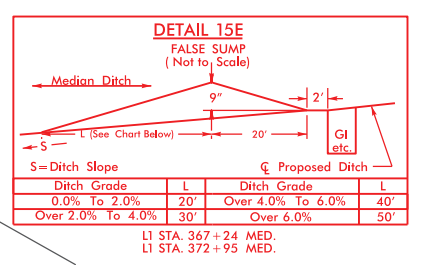 DETAIL 15E
FALSE SUMP
( Not to Scale)
Median Ditch
9"
2'
L (See Chart Below)
20'
GI
etc.
S
S=Ditch Slope
℄ Proposed Ditch
Ditch Grade L Ditch Grade L
0.0% To 2.0% 20' Over 4.0% To 6.0% 40'
Over 2.0% To 4.0% 30' Over 6.0% 50'
L1 STA. 367+24 MED.
L1 STA. 372+95 MED.